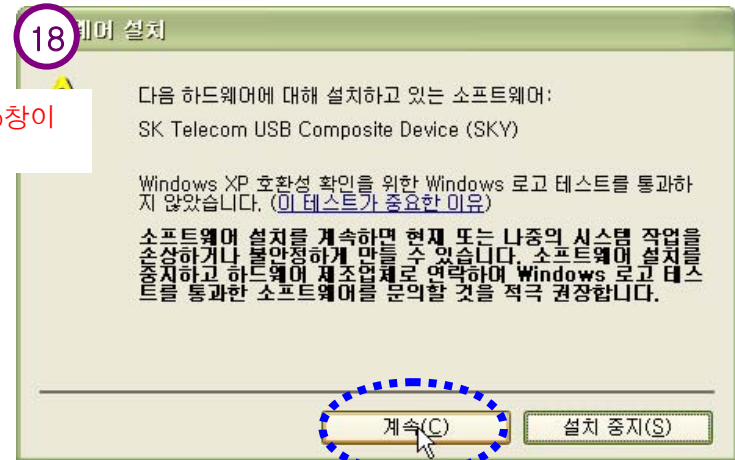 18
웨어 설치
창이
다음 하드웨어에 대해 설치하고 있는 소프트웨어:
SK Telecom USB Composite Device (SKY)
Windows XP 호환성 확인을 위한 Windows 로고 테스트를 통과하
지 않았습니다. (이 테스트가 중요한 이유)
소프트웨어 설치를 계속하면 현재 또는 나중의 시스템 작업을
손상하거나 불안정하게 만들 수 있습니다. 소프트웨어 설치를
중지하고 하드웨어 제조업체로 연락하여 Windows 로고 테스
트를 통과한 소프트웨어를 문의할 것을 적극 권장합니다.
계속(C)
설치 중지(S)